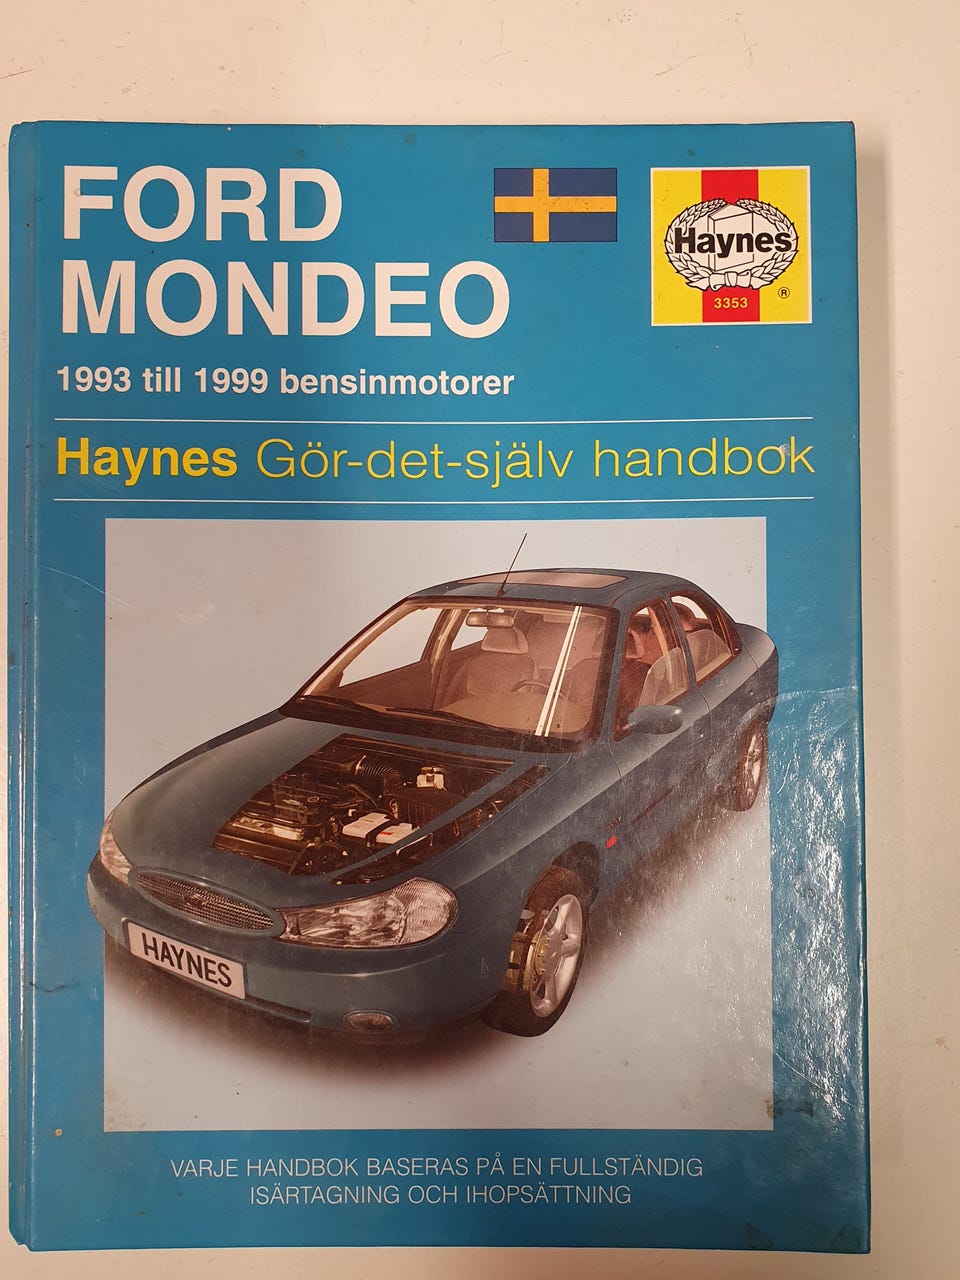 FORD
MONDEO
Haynes
®
3353
1993 till 1999 bensinmotorer
Haynes Gör-det-själv handbok
HAYNES
VARJE HANDBOK BASERAS PÅ EN FULLSTÄNDIG
ISÄRTAGNING OCH IHOPSÄTTNING